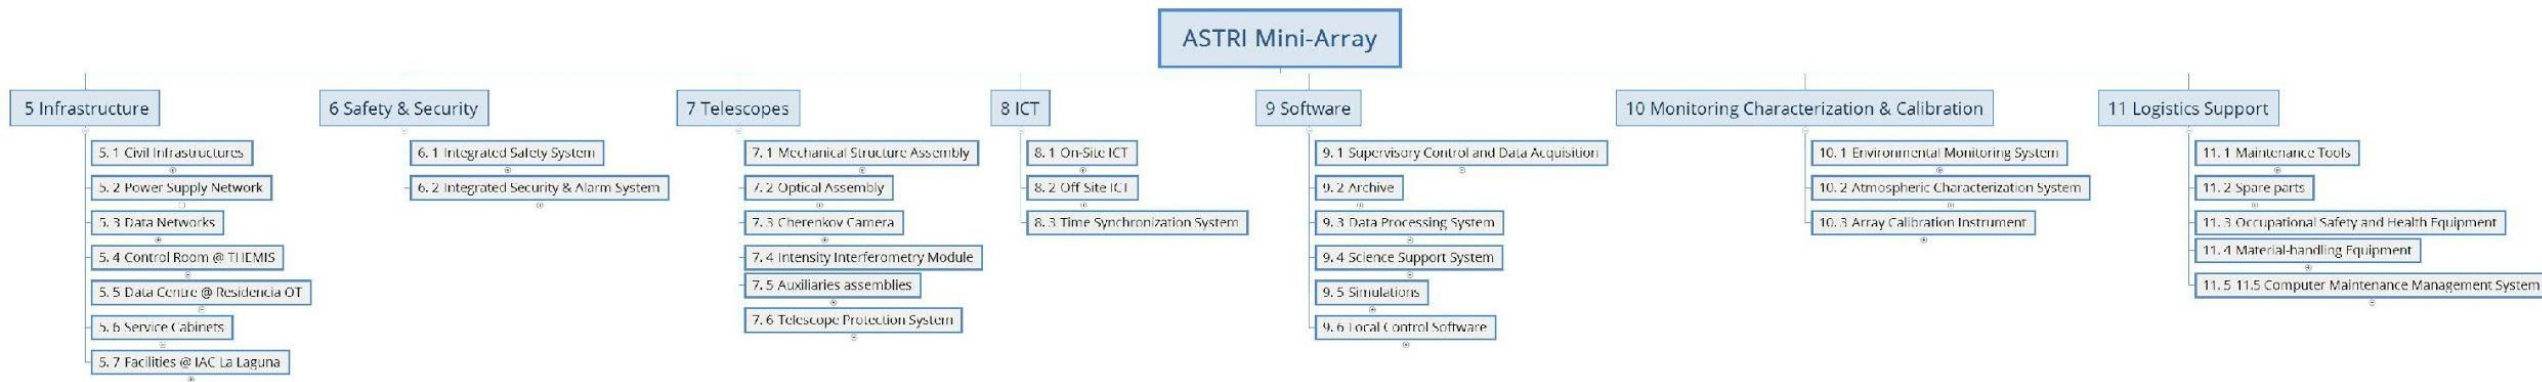 ASTRI Mini-Array
5 Infrastructure
5. 1 Civil Infrastructures
5. 2 Power Supply Network
5. 3 Data Networks
5. 4 Control Room @ THEMIS
5. 5 Data Centre @ Residencia OT
5. 6 Service Cabinets
5. 7 Facilities @ IAC La Laguna
6 Safety & Security
6. 1 Integrated Safety System
6. 2 Integrated Security & Alarm System
7 Telescopes
7. 1 Mechanical Structure Assembly
7. 2 Optical Assembly
7. 3 Cherenkov Camera
7. 4 Intensity Interferometry Module
7. 5 Auxiliaries assemblies
7. 6 Telescope Protection System
8 ICT
8. 1 On-Site ICT
8. 2 Off Site ICT
8. 3 Time Synchronization System
9 Software
9. 1 Supervisory Control and Data Acquisition
9. 2 Archive
9. 3 Data Processing System
9. 4 Science Support System
9. 5 Simulations
9. 6 Local Control Software
10 Monitoring Characterization & Calibration
10. 1 Environmental Monitoring System
10. 2 Atmospheric Characterization System
10. 3 Array Calibration Instrument
11 Logistics Support
11. 1 Maintenance Tools
11. 2 Spare parts
11. 3 Occupational Safety and Health Equipment
11. 4 Material-handling Equipment
11. 5 11.5 Computer Maintenance Management System